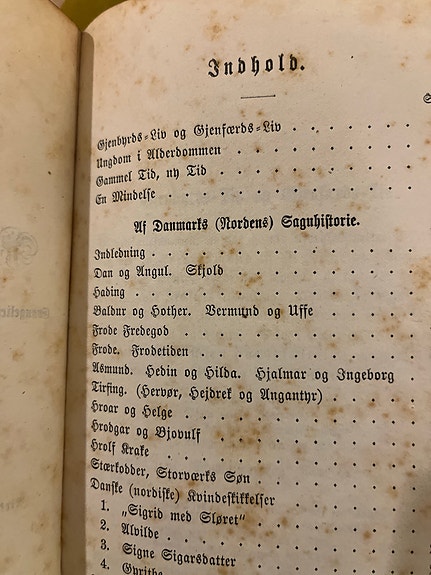 Indhold.
Gjenbyrds-Liv og Gjenfærds-Liv
Ungdom i Alderdommen
Gammel Tid, ny Tid
En Mindelse
Af Danmarks (Nordens) Sagnhistorie.
Indledning
Dan og Angul. Skjold
Hading
Baldur og Hother. Vermund og Uffe
Frode Fredegod
Frode. Frodetiden
Asmund. Hedin og Hilda. Hjalmar og Ingeborg
Tirfing. (Hervør, Hejdrek og Angantyr)
Hroar og Helge
Hrodgar og Bjovulf
Hrolf Krake
Stærkodder, Storværks Søn
Danske (nordiske) Kvindeskikkelser
1. „Sigrid med Sløret“
2. Alvilde
3. Signe Sigarsdatter
4. Gyrithe